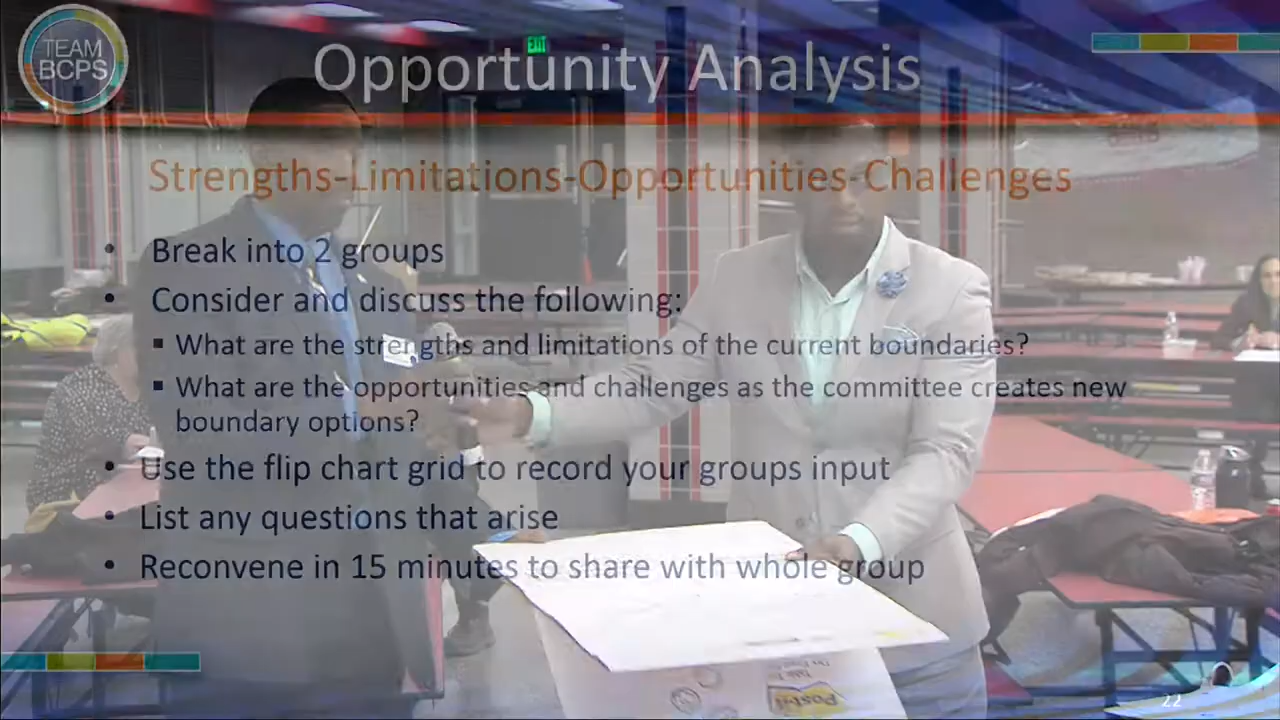 TEAM
BCPS
EXIT
Opportunity Analysis
Strengths-Limitations-Opportunities-Challenges
• Break into 2 groups
• Consider and discuss the following:
▪ What are the strengths and limitations of the current boundaries?
▪ What are the opportunities and challenges as the committee creates new
boundary options?
• Use the flip chart grid to record your groups input
• List any questions that arise
• Reconvene in 15 minutes to share with whole group
Post-it
22